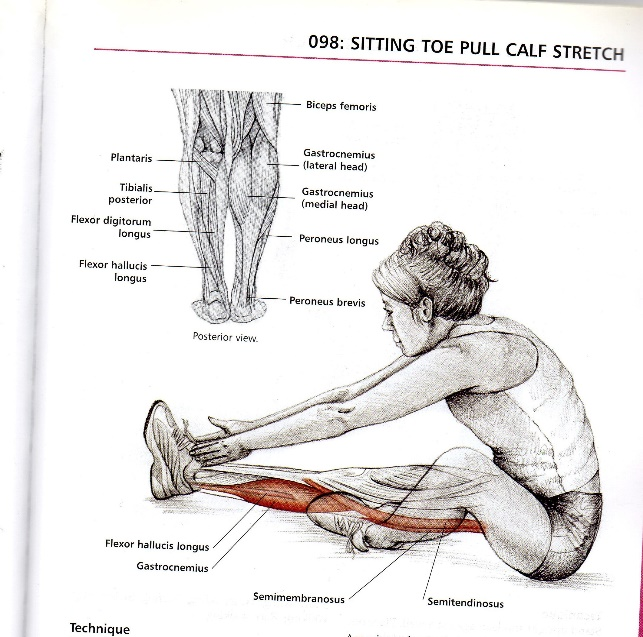 098: SITTING TOE PULL CALF STRETCH
Biceps femoris
Plantaris
Gastrocnemius
(lateral head)
Tibialis
posterior
Gastrocnemius
(medial head)
Flexor digitorum
longus
Peroneus longus
Flexor hallucis
longus
Peroneus brevis
Posterior view.
Flexor hallucis longus
Gastrocnemius
Semimembranosus
Semitendinosus
Technique